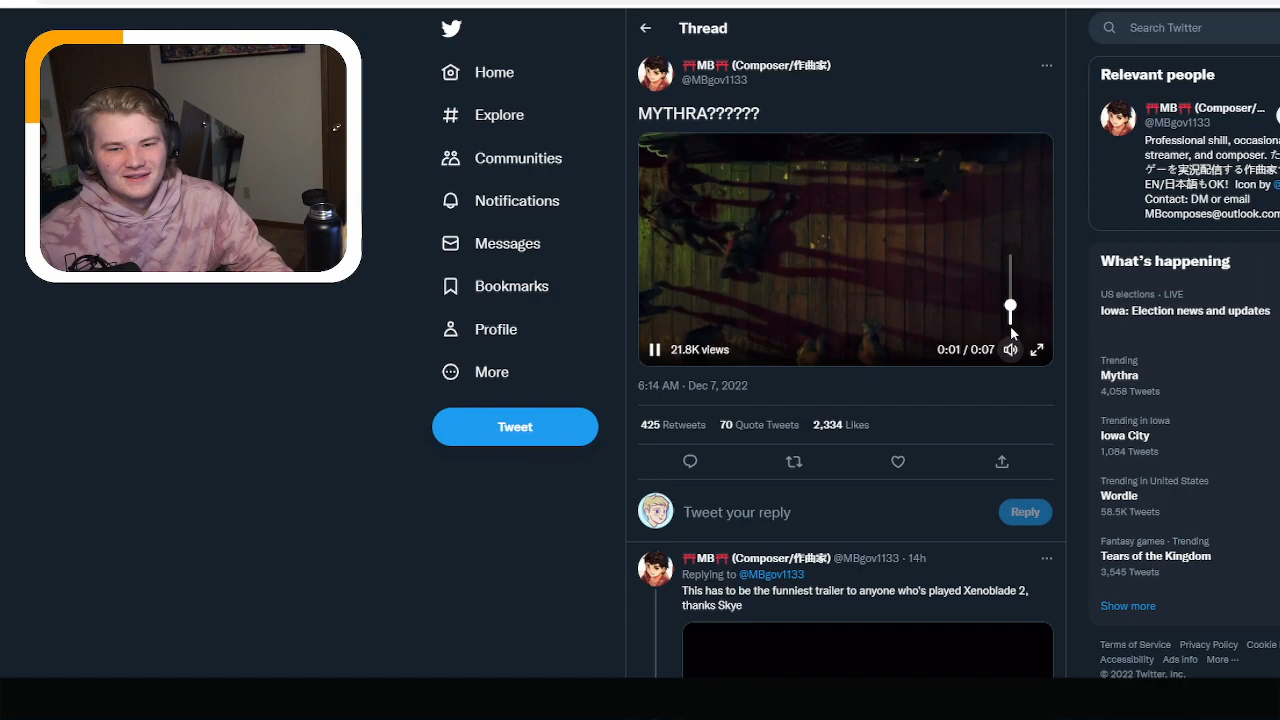 Home
Explore
Communities
Notifications
Messages
Bookmarks
Profile
More
Tweet
Thread
⛩MB⛩ (Composer/作曲家)
@MBgov1133
MYTHRA??????
21.8K views
0:01 / 0:07
6:14 AM · Dec 7, 2022
425 Retweets 70 Quote Tweets 2,334 Likes
Tweet your reply
Reply
⛩MB⛩ (Composer/作曲家) @MBgov1133 · 14h
Replying to @MBgov1133
This has to be the funniest trailer to anyone who's played Xenoblade 2,
thanks Skye
Search Twitter
Relevant people
⛩MB⛩ (Composer/...
@MBgov1133
Professional shill, occasiona
streamer, and composer. た
ゲーを実況配信する作曲家
EN/日本語もOK! Icon by @
Contact: DM or email
MBcomposes@outlook.com
What's happening
US elections · LIVE
Iowa: Election news and updates
Trending
Mythra
4,058 Tweets
Trending in Iowa
Iowa City
1,084 Tweets
Trending in United States
Wordle
58.5K Tweets
Fantasy games · Trending
Tears of the Kingdom
3,545 Tweets
Show more
Terms of Service Privacy Policy Cookie
Accessibility Ads info More ···
© 2022 Twitter, Inc.